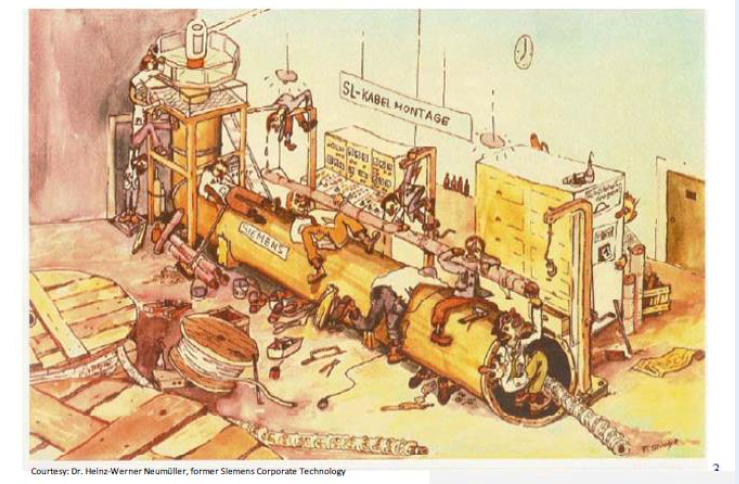 SL-KABEL MONTAGE
SIEMENS
Courtesy: Dr. Heinz-Werner Neumüller, former Siemens Corporate Technology
2